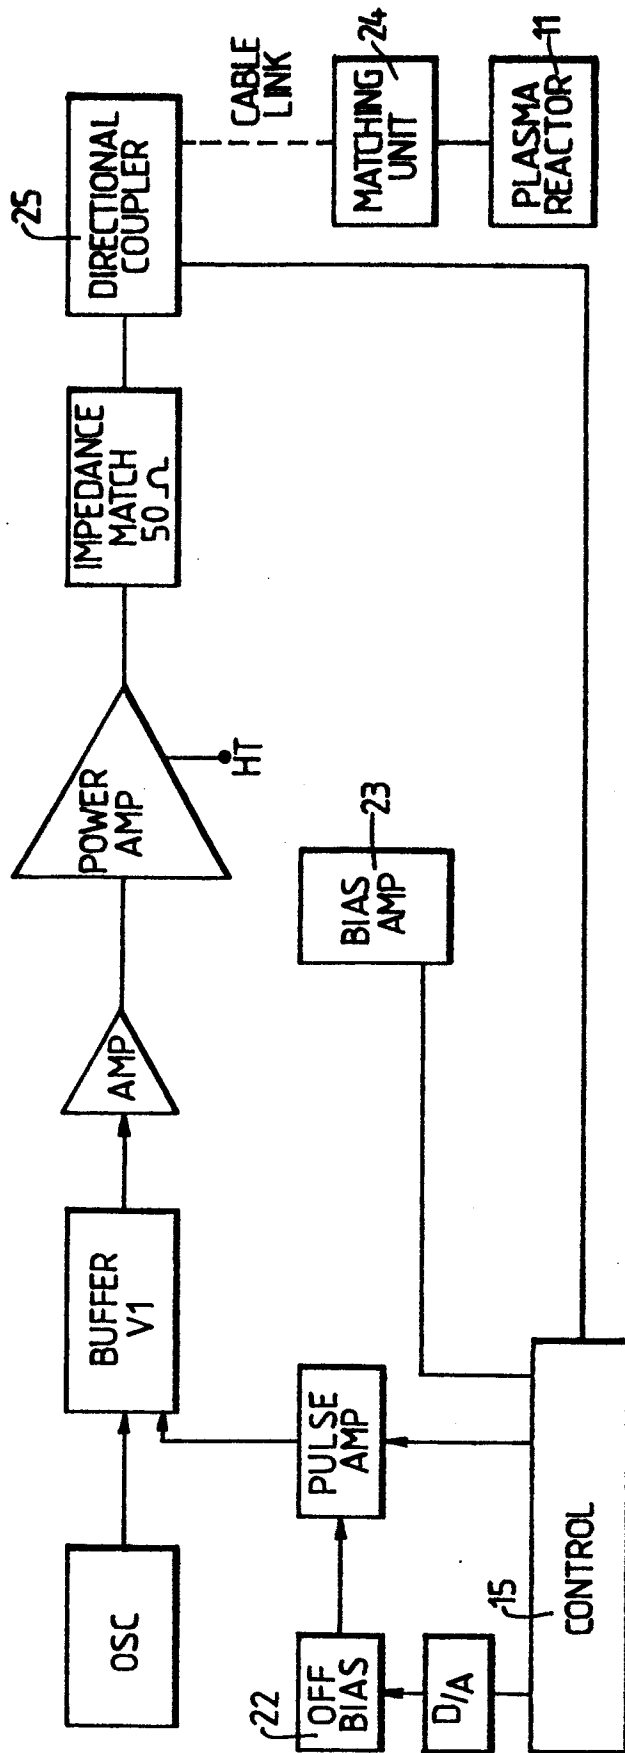 OSC
BUFFER
V1
AMP
POWER
AMP
HT
IMPEDANCE
MATCH
50 Ω
25
DIRECTIONAL
COUPLER
CABLE
LINK
22
OFF
BIAS
PULSE
AMP
BIAS
AMP
23
MATCHING
UNIT
24
D/A
15
CONTROL
PLASMA
REACTOR
11